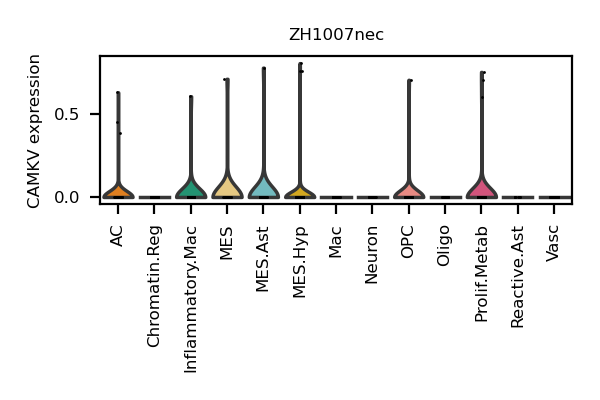 ZH1007nec
CAMKV expression
0.5
0.0
AC
Chromatin.Reg
Inflammatory.Mac
MES
MES.Ast
MES.Hyp
Mac
Neuron
OPC
Oligo
Prolif.Metab
Reactive.Ast
Vasc